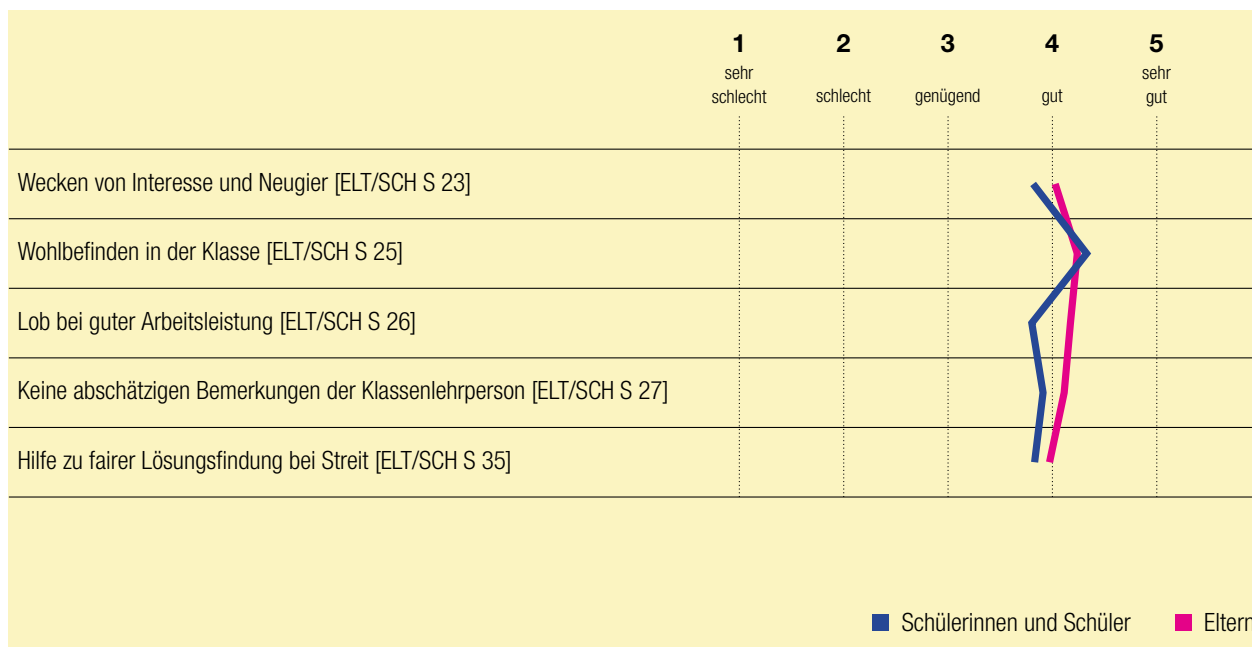 1 2 3 4 5
sehr schlecht schlecht genügend gut sehr gut
Wecken von Interesse und Neugier [ELT/SCH S 23]
Wohlbefinden in der Klasse [ELT/SCH S 25]
Lob bei guter Arbeitsleistung [ELT/SCH S 26]
Keine abschätzigen Bemerkungen der Klassenlehrperson [ELT/SCH S 27]
Hilfe zu fairer Lösungsfindung bei Streit [ELT/SCH S 35]
Schülerinnen und Schüler Eltern